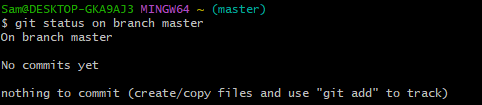 Sam@DESKTOP-GKA9AJ3 MINGW64 ~ (master)
$ git status on branch master
On branch master

No commits yet

nothing to commit (create/copy files and use "git add" to track)